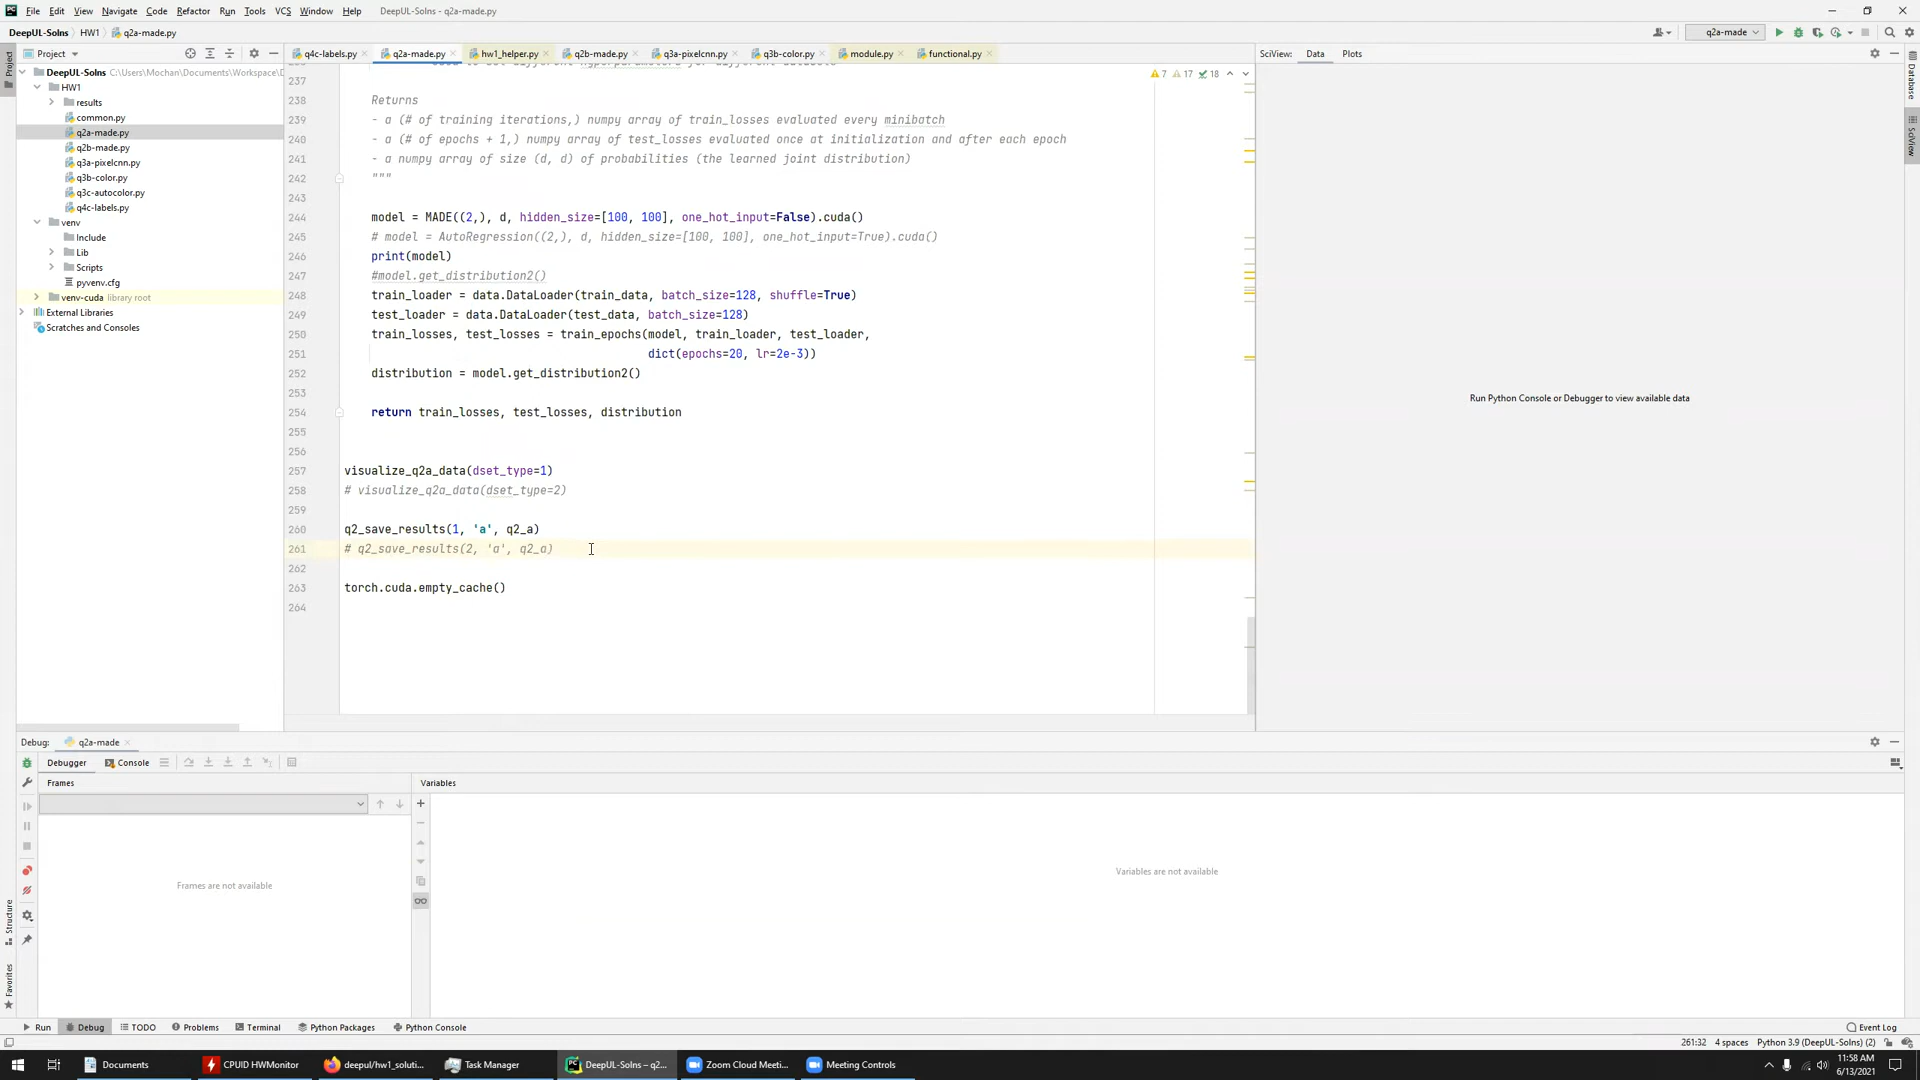 File Edit View Navigate Code Refactor Run Tools VCS Window Help DeepUL-Solns - q2a-made.py
DeepUL-Solns HW1 q2a-made.py q2a-made
Project
q4c-labels.py q2a-made.py hw1_helper.py q2b-made.py q3a-pixelcnn.py q3b-color.py module.py functional.py
SciView: Data Plots
DeepUL-Solns C:\Users\Mochan\Documents\Workspace\D
HW1
results
common.py
q2a-made.py
q2b-made.py
q3a-pixelcnn.py
q3b-color.py
q3c-autocolor.py
q4c-labels.py
venv
Include
Lib
Scripts
pyvenv.cfg
venv-cuda library root
External Libraries
Scratches and Consoles
7 17 18
237
238 Returns
239 - a (# of training iterations,) numpy array of train_losses evaluated every minibatch
240 - a (# of epochs + 1,) numpy array of test_losses evaluated once at initialization and after each epoch
241 - a numpy array of size (d, d) of probabilities (the learned joint distribution)
242 """
243
244 model = MADE((2,), d, hidden_size=[100, 100], one_hot_input=False).cuda()
245 # model = AutoRegression((2,), d, hidden_size=[100, 100], one_hot_input=True).cuda()
246 print(model)
247 #model.get_distribution2()
248 train_loader = data.DataLoader(train_data, batch_size=128, shuffle=True)
249 test_loader = data.DataLoader(test_data, batch_size=128)
250 train_losses, test_losses = train_epochs(model, train_loader, test_loader,
251 dict(epochs=20, lr=2e-3))
252 distribution = model.get_distribution2()
253
254 return train_losses, test_losses, distribution
255
256
257 visualize_q2a_data(dset_type=1)
258 # visualize_q2a_data(dset_type=2)
259
260 q2_save_results(1, 'a', q2_a)
261 # q2_save_results(2, 'a', q2_a)
262
263 torch.cuda.empty_cache()
264
Run Python Console or Debugger to view available data
Project
Structure
Favorites
Database
SciView
Debug: q2a-made
Debugger Console
Frames
Variables
Frames are not available
Variables are not available
Run Debug TODO Problems Terminal Python Packages Python Console Event Log
261:32 4 spaces Python 3.9 (DeepUL-Solns) (2)
Documents CPUID HWMonitor deepul/hw1_soluti... Task Manager DeepUL-Solns – q2... Zoom Cloud Meeti... Meeting Controls
11:58 AM
6/13/2021